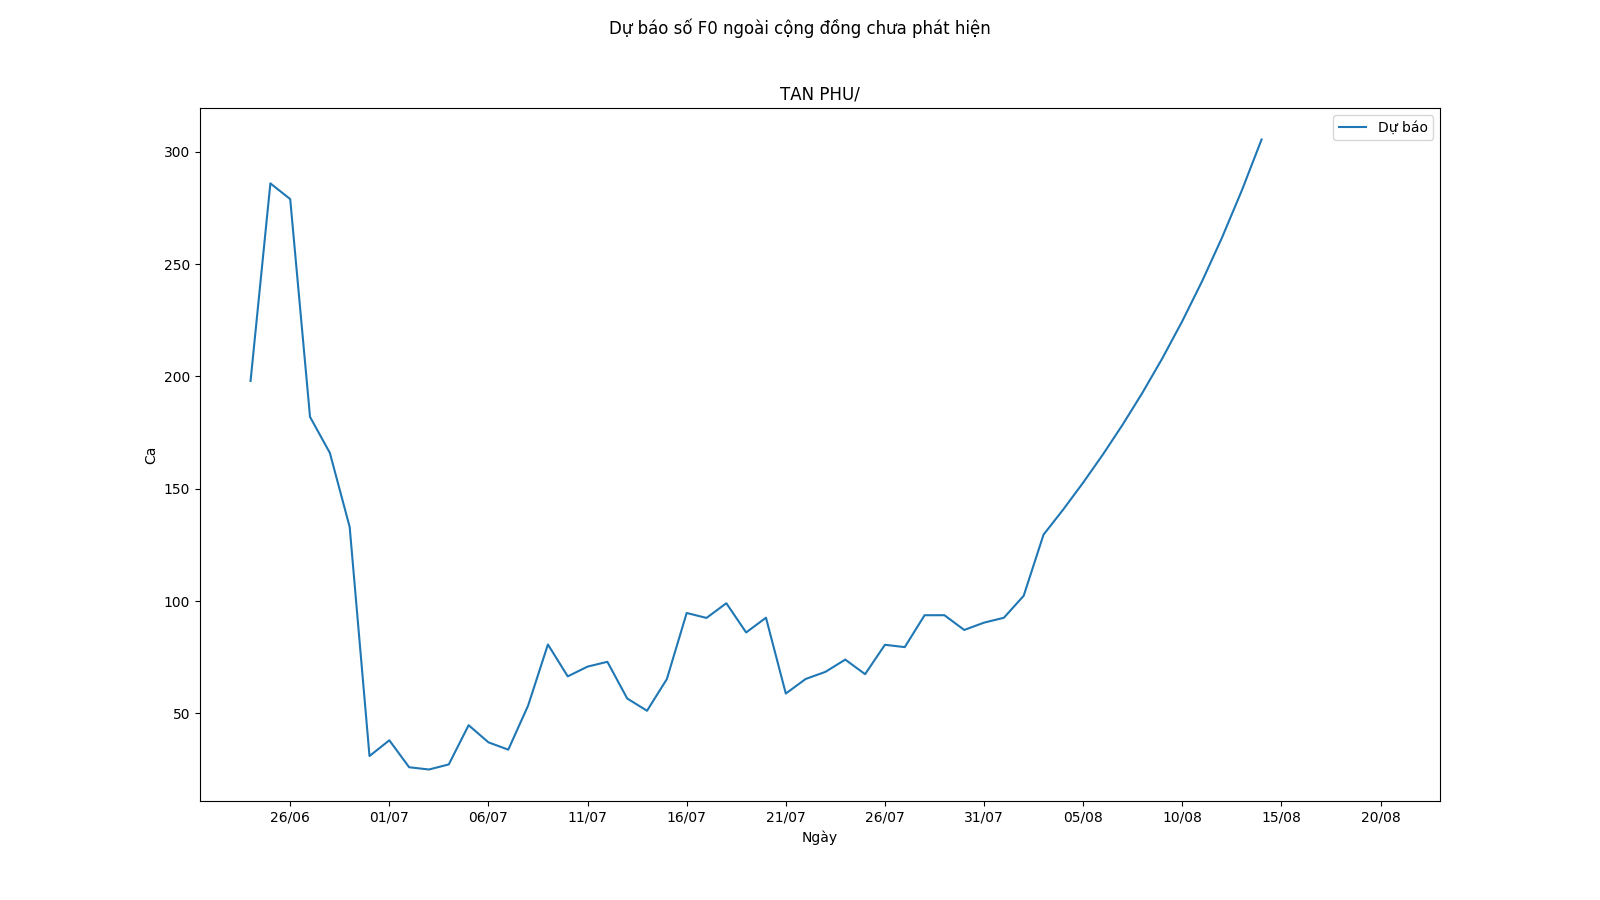 Dự báo số F0 ngoài cộng đồng chưa phát hiện
TAN PHU/
Dự báo
300
250
200
150
100
50
Ca
26/06 01/07 06/07 11/07 16/07 21/07 26/07 31/07 05/08 10/08 15/08 20/08
Ngày